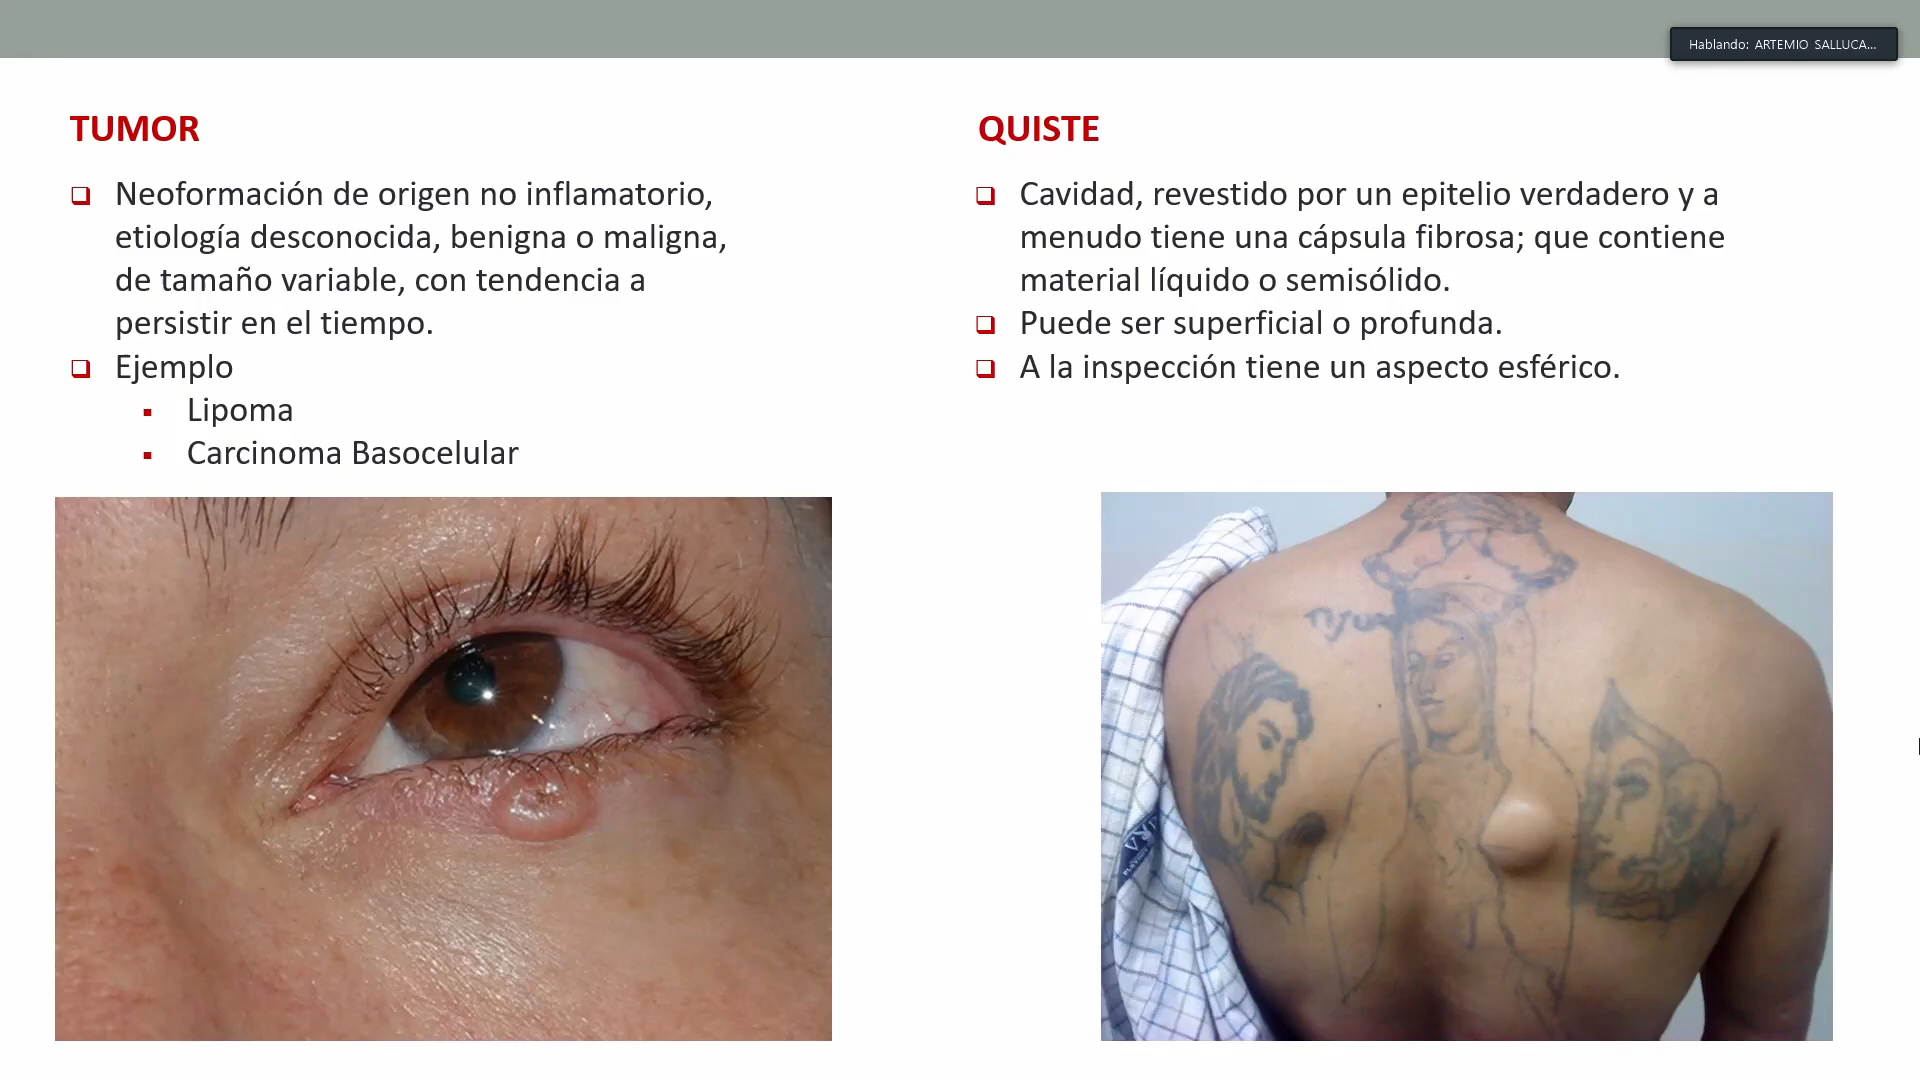 Hablando: ARTEMIO SALLUCA...
TUMOR
Neoformación de origen no inflamatorio,
etiología desconocida, benigna o maligna,
de tamaño variable, con tendencia a
persistir en el tiempo.
Ejemplo
Lipoma
Carcinoma Basocelular
QUISTE
Cavidad, revestido por un epitelio verdadero y a
menudo tiene una cápsula fibrosa; que contiene
material líquido o semisólido.
Puede ser superficial o profunda.
A la inspección tiene un aspecto esférico.